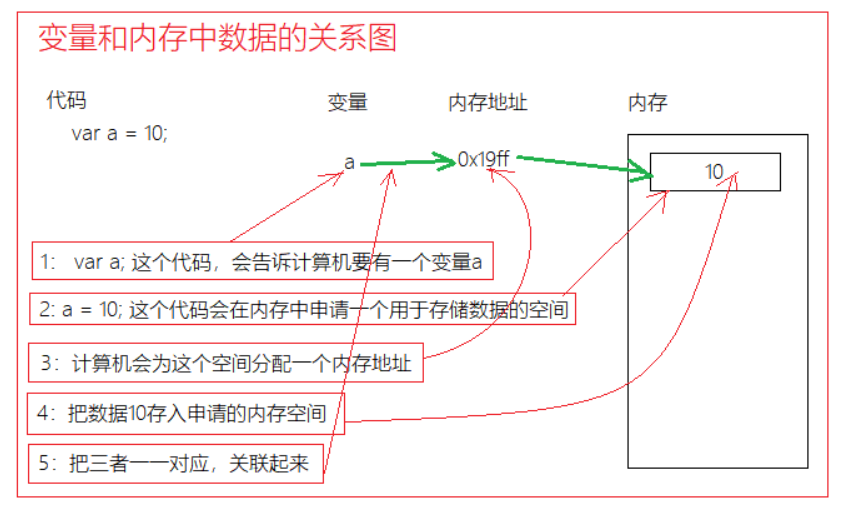 变量和内存中数据的关系图
代码
变量
内存地址
内存
var a = 10;
a
0x19ff
10
1: var a; 这个代码，会告诉计算机要有一个变量a
2: a = 10; 这个代码会在内存中申请一个用于存储数据的空间
3：计算机会为这个空间分配一个内存地址
4：把数据10存入申请的内存空间
5：把三者一一对应，关联起来